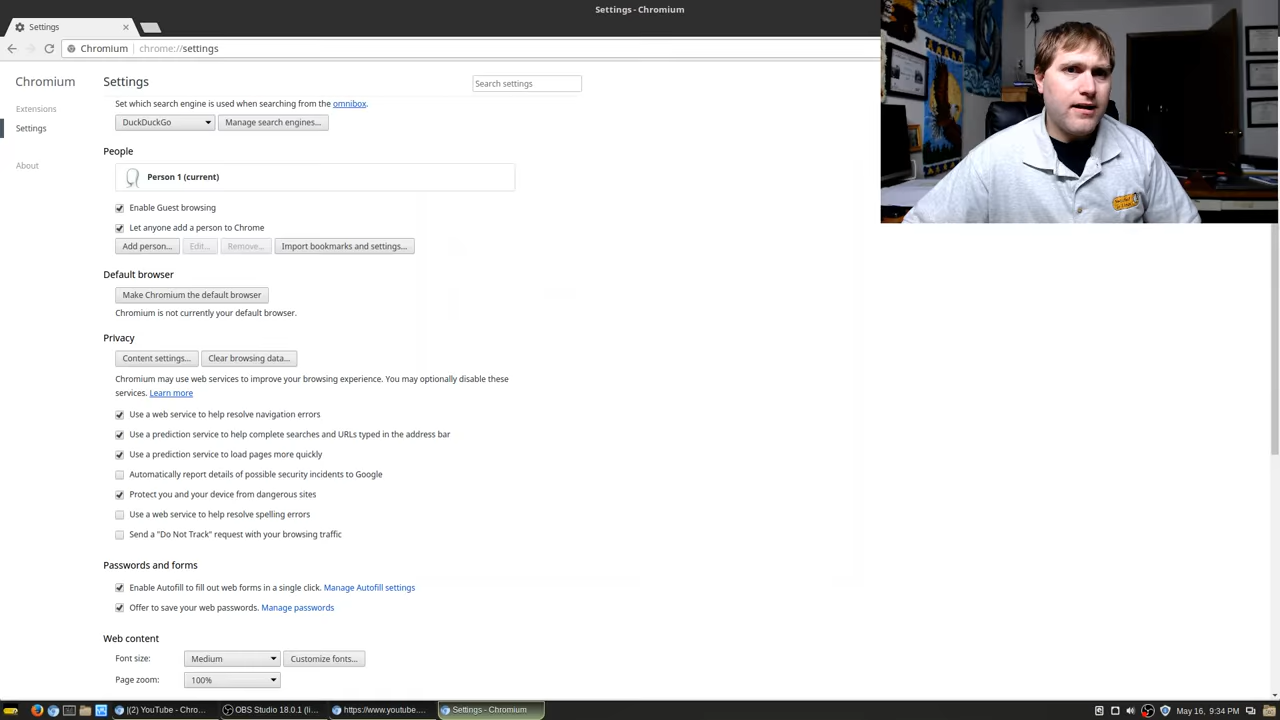 Settings - Chromium
Settings
Chromium chrome://settings
Chromium
Extensions
Settings
About
Settings
Search settings
Set which search engine is used when searching from the omnibox.
DuckDuckGo Manage search engines...
People
Person 1 (current)
Enable Guest browsing
Let anyone add a person to Chrome
Add person... Edit... Remove... Import bookmarks and settings...
Default browser
Make Chromium the default browser
Chromium is not currently your default browser.
Privacy
Content settings... Clear browsing data...
Chromium may use web services to improve your browsing experience. You may optionally disable these
services. Learn more
Use a web service to help resolve navigation errors
Use a prediction service to help complete searches and URLs typed in the address bar
Use a prediction service to load pages more quickly
Automatically report details of possible security incidents to Google
Protect you and your device from dangerous sites
Use a web service to help resolve spelling errors
Send a "Do Not Track" request with your browsing traffic
Passwords and forms
Enable Autofill to fill out web forms in a single click. Manage Autofill settings
Offer to save your web passwords. Manage passwords
Web content
Font size: Medium Customize fonts...
Page zoom: 100%
](2) YouTube - Chro... OBS Studio 18.0.1 (li... https://www.youtube.... Settings - Chromium May 16, 9:34 PM